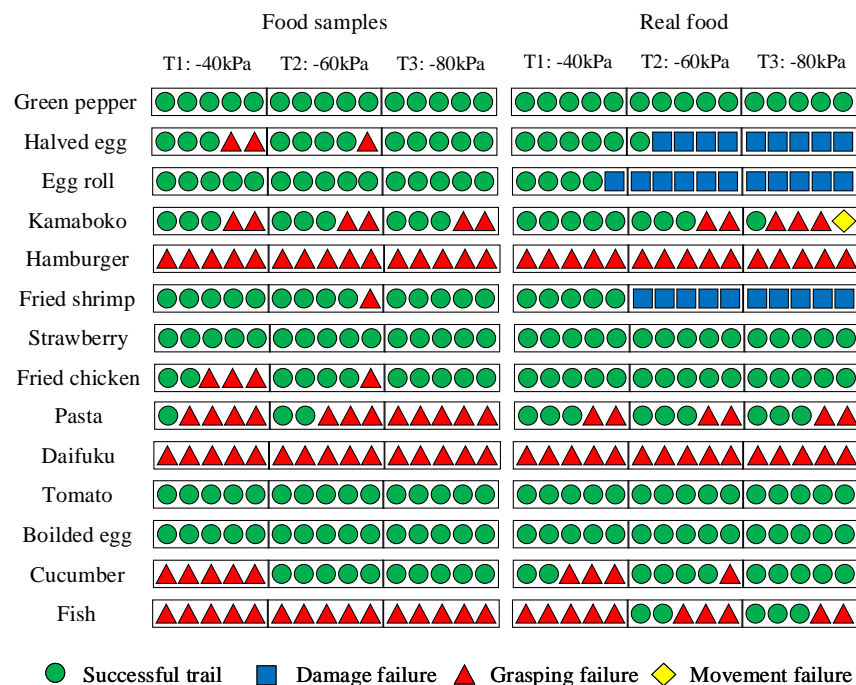 Food samples Real food
T1: -40kPa T2: -60kPa T3: -80kPa T1: -40kPa T2: -60kPa T3: -80kPa
Green pepper
Halved egg
Egg roll
Kamaboko
Hamburger
Fried shrimp
Strawberry
Fried chicken
Pasta
Daifuku
Tomato
Boilded egg
Cucumber
Fish
Successful trail Damage failure Grasping failure Movement failure